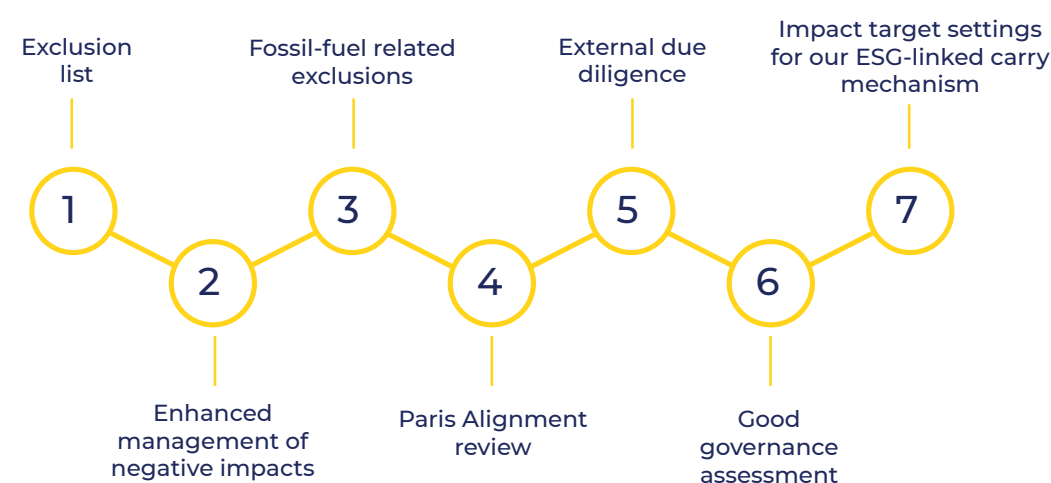 Exclusion
list
1
Enhanced
management of
negative impacts
2
Fossil-fuel related
exclusions
3
Paris Alignment
review
4
External due
diligence
5
Good
governance
assessment
6
Impact target settings
for our ESG-linked carry
mechanism
7